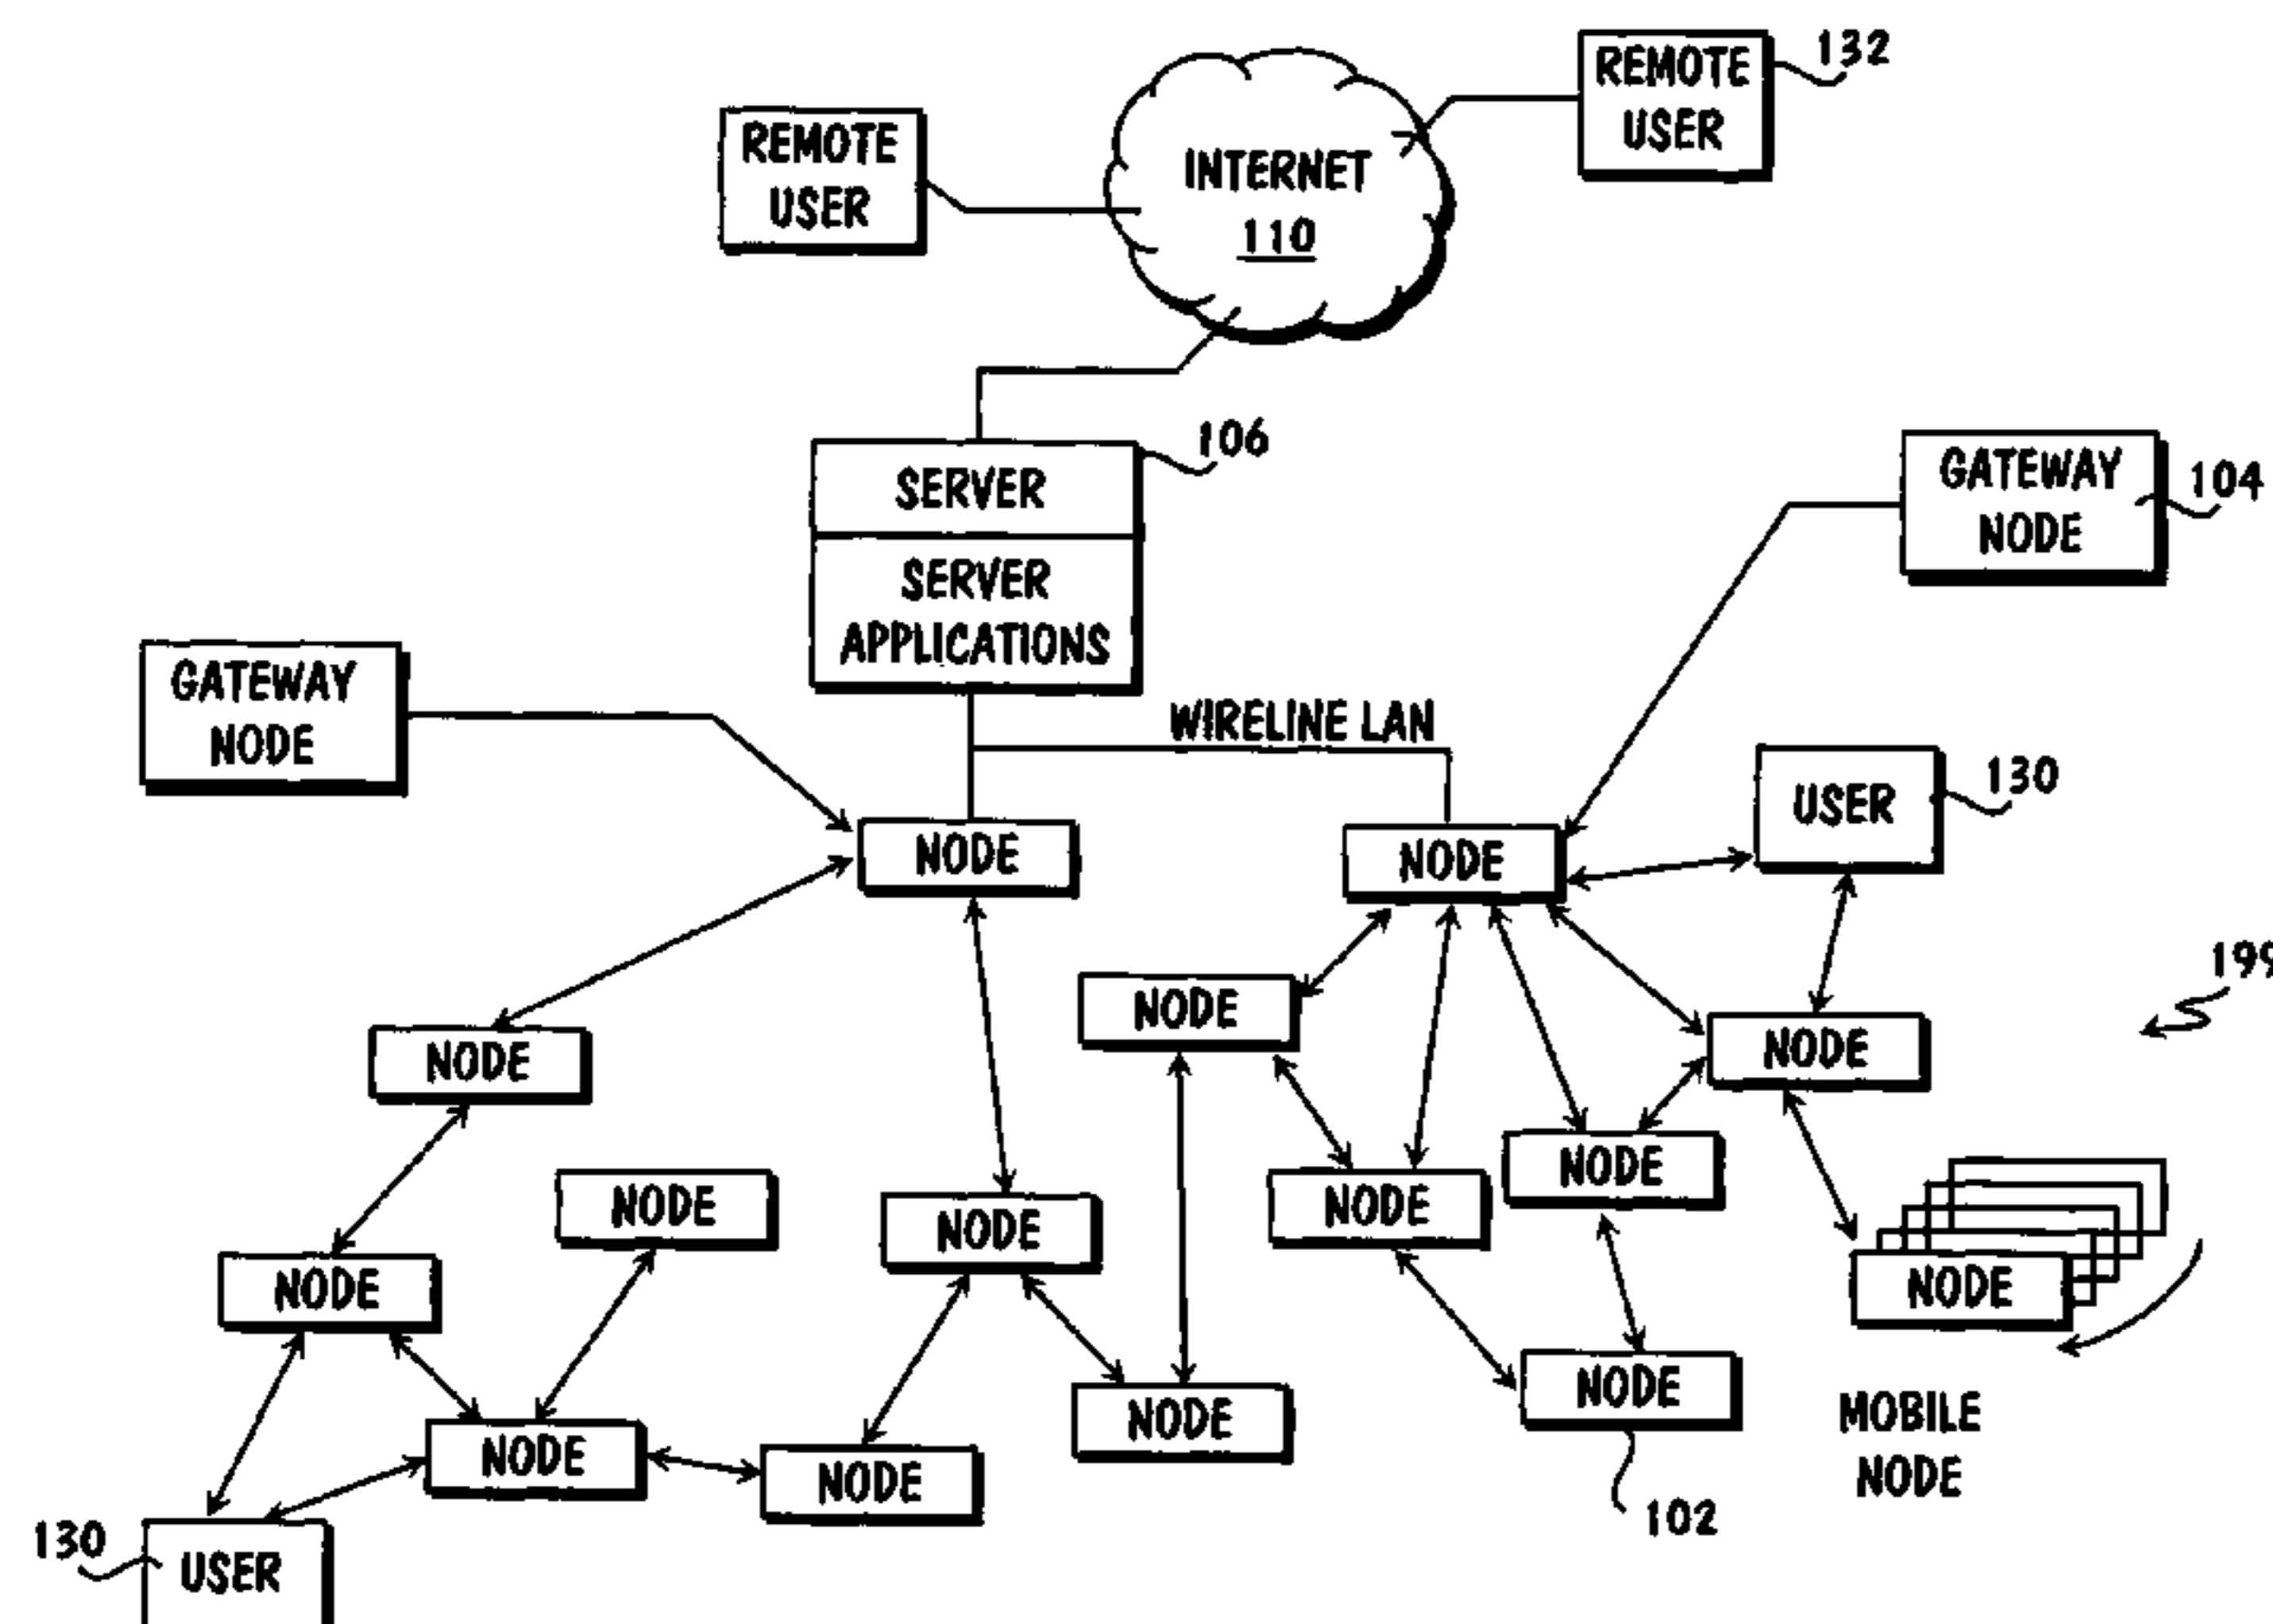 REMOTE
USER
132
REMOTE
USER
INTERNET
110
106
SERVER
SERVER
APPLICATIONS
GATEWAY
NODE
104
GATEWAY
NODE
WIRELINE LAN
USER
130
NODE
NODE
199
NODE
NODE
NODE
NODE
NODE
NODE
NODE
NODE
NODE
NODE
NODE
NODE
NODE
NODE
MOBILE
NODE
102
130
USER